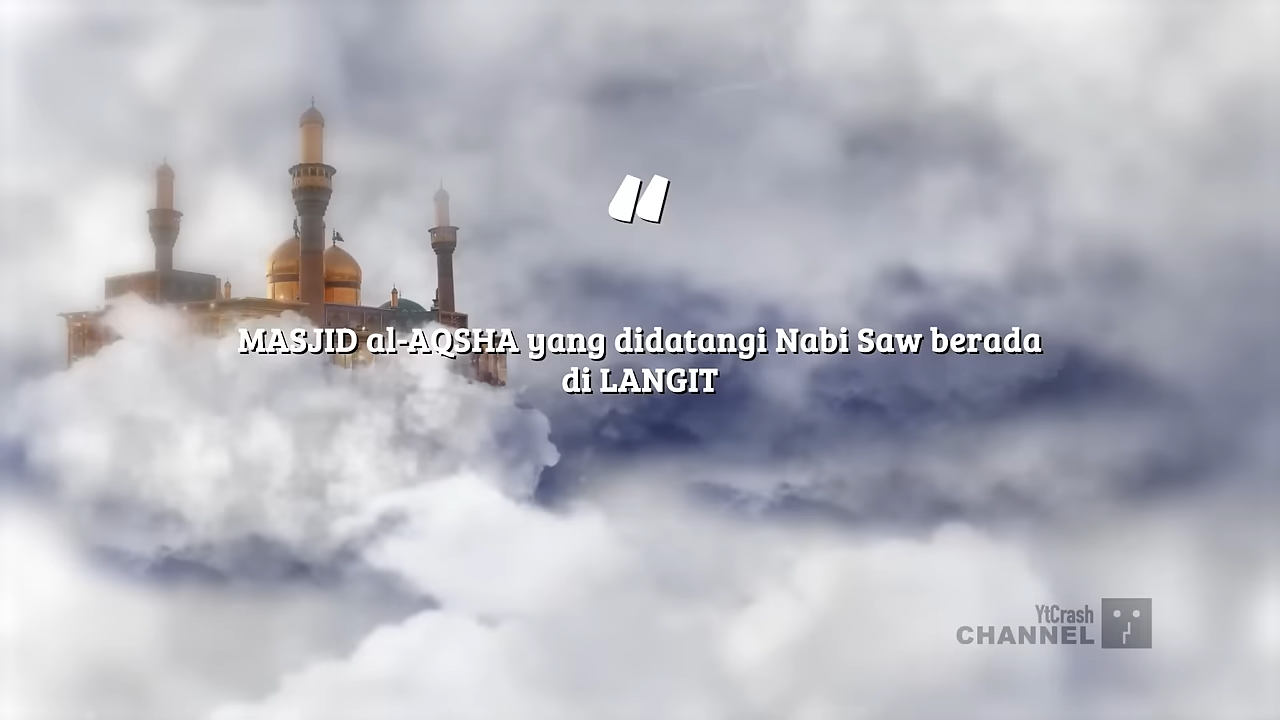 “
MASJID al-AQSHA yang didatangi Nabi Saw berada
di LANGIT
YtCrash
CHANNEL